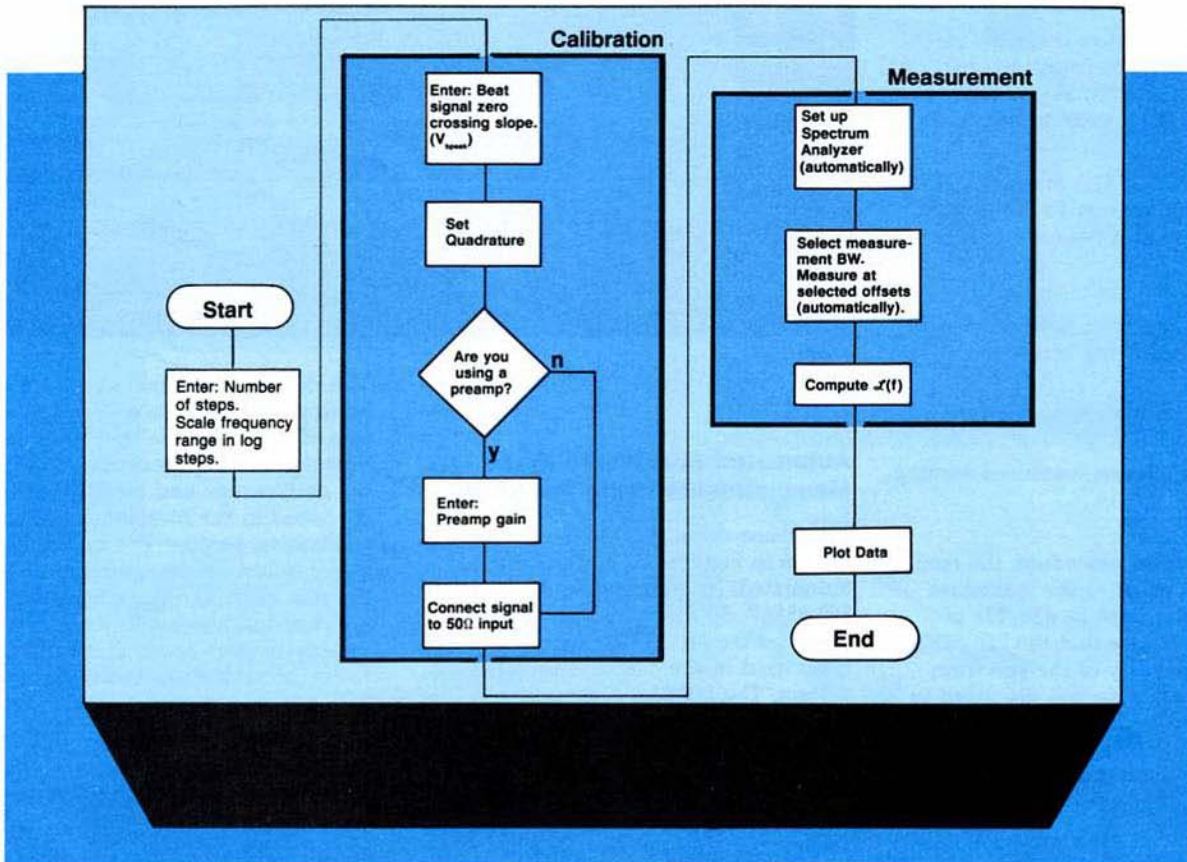 Start
Enter: Number
of steps.
Scale frequency
range in log
steps.
Calibration
Enter: Beat
signal zero
crossing slope.
(Vbpeak)
Set
Quadrature
Are you
using a
preamp?
n
y
Enter:
Preamp gain
Connect signal
to 50Ω input
Measurement
Set up
Spectrum
Analyzer
(automatically)
Select measure-
ment BW.
Measure at
selected offsets
(automatically).
Compute ℒ(f)
Plot Data
End